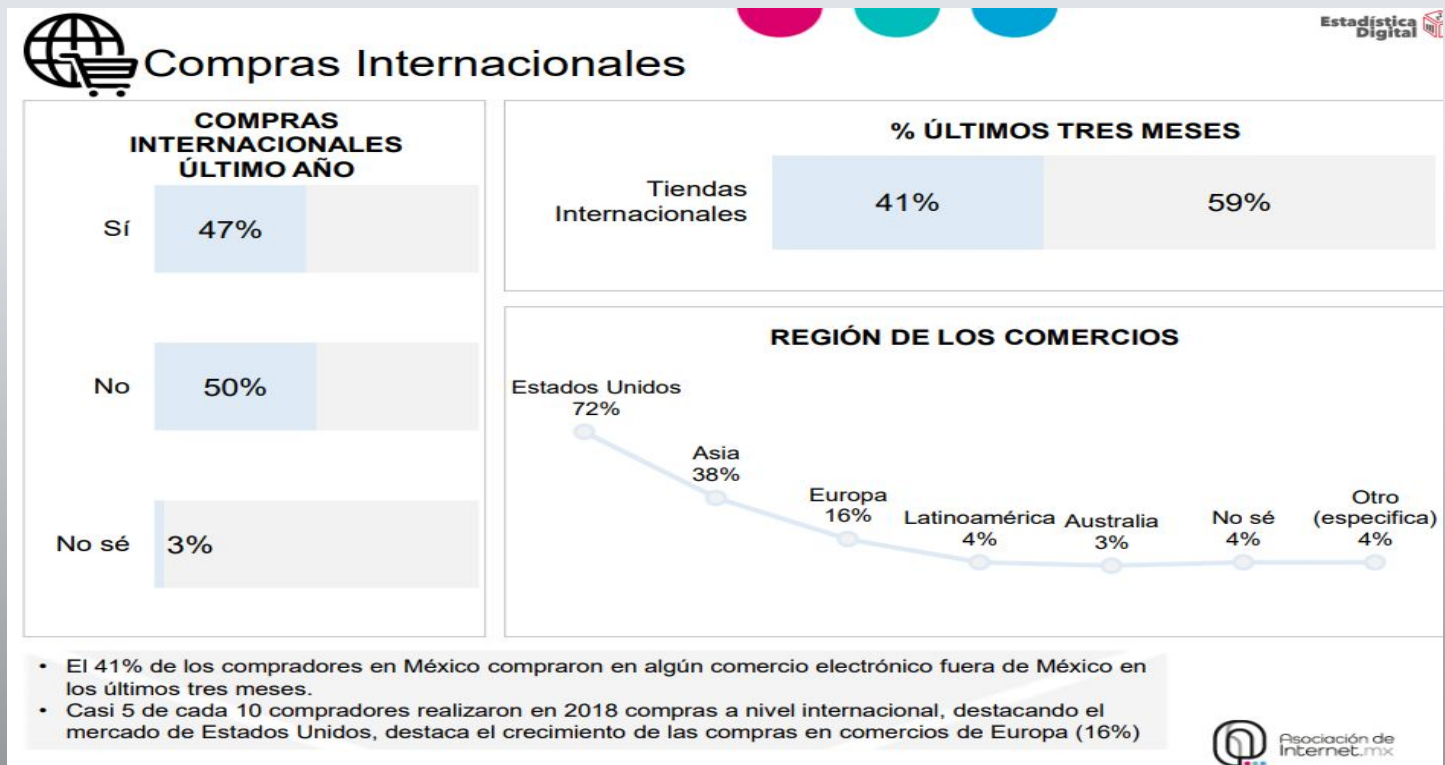 Estadística
Digital
Compras Internacionales
COMPRAS
INTERNACIONALES
ÚLTIMO AÑO
Sí
47%
No
50%
No sé
3%
% ÚLTIMOS TRES MESES
Tiendas
Internacionales
41%
59%
REGIÓN DE LOS COMERCIOS
Estados Unidos
72%
Asia
38%
Europa
16%
Latinoamérica
4%
Australia
3%
No sé
4%
Otro
(especifica)
4%
• El 41% de los compradores en México compraron en algún comercio electrónico fuera de México en
los últimos tres meses.
• Casi 5 de cada 10 compradores realizaron en 2018 compras a nivel internacional, destacando el
mercado de Estados Unidos, destaca el crecimiento de las compras en comercios de Europa (16%)
Asociación de
Internet.mx